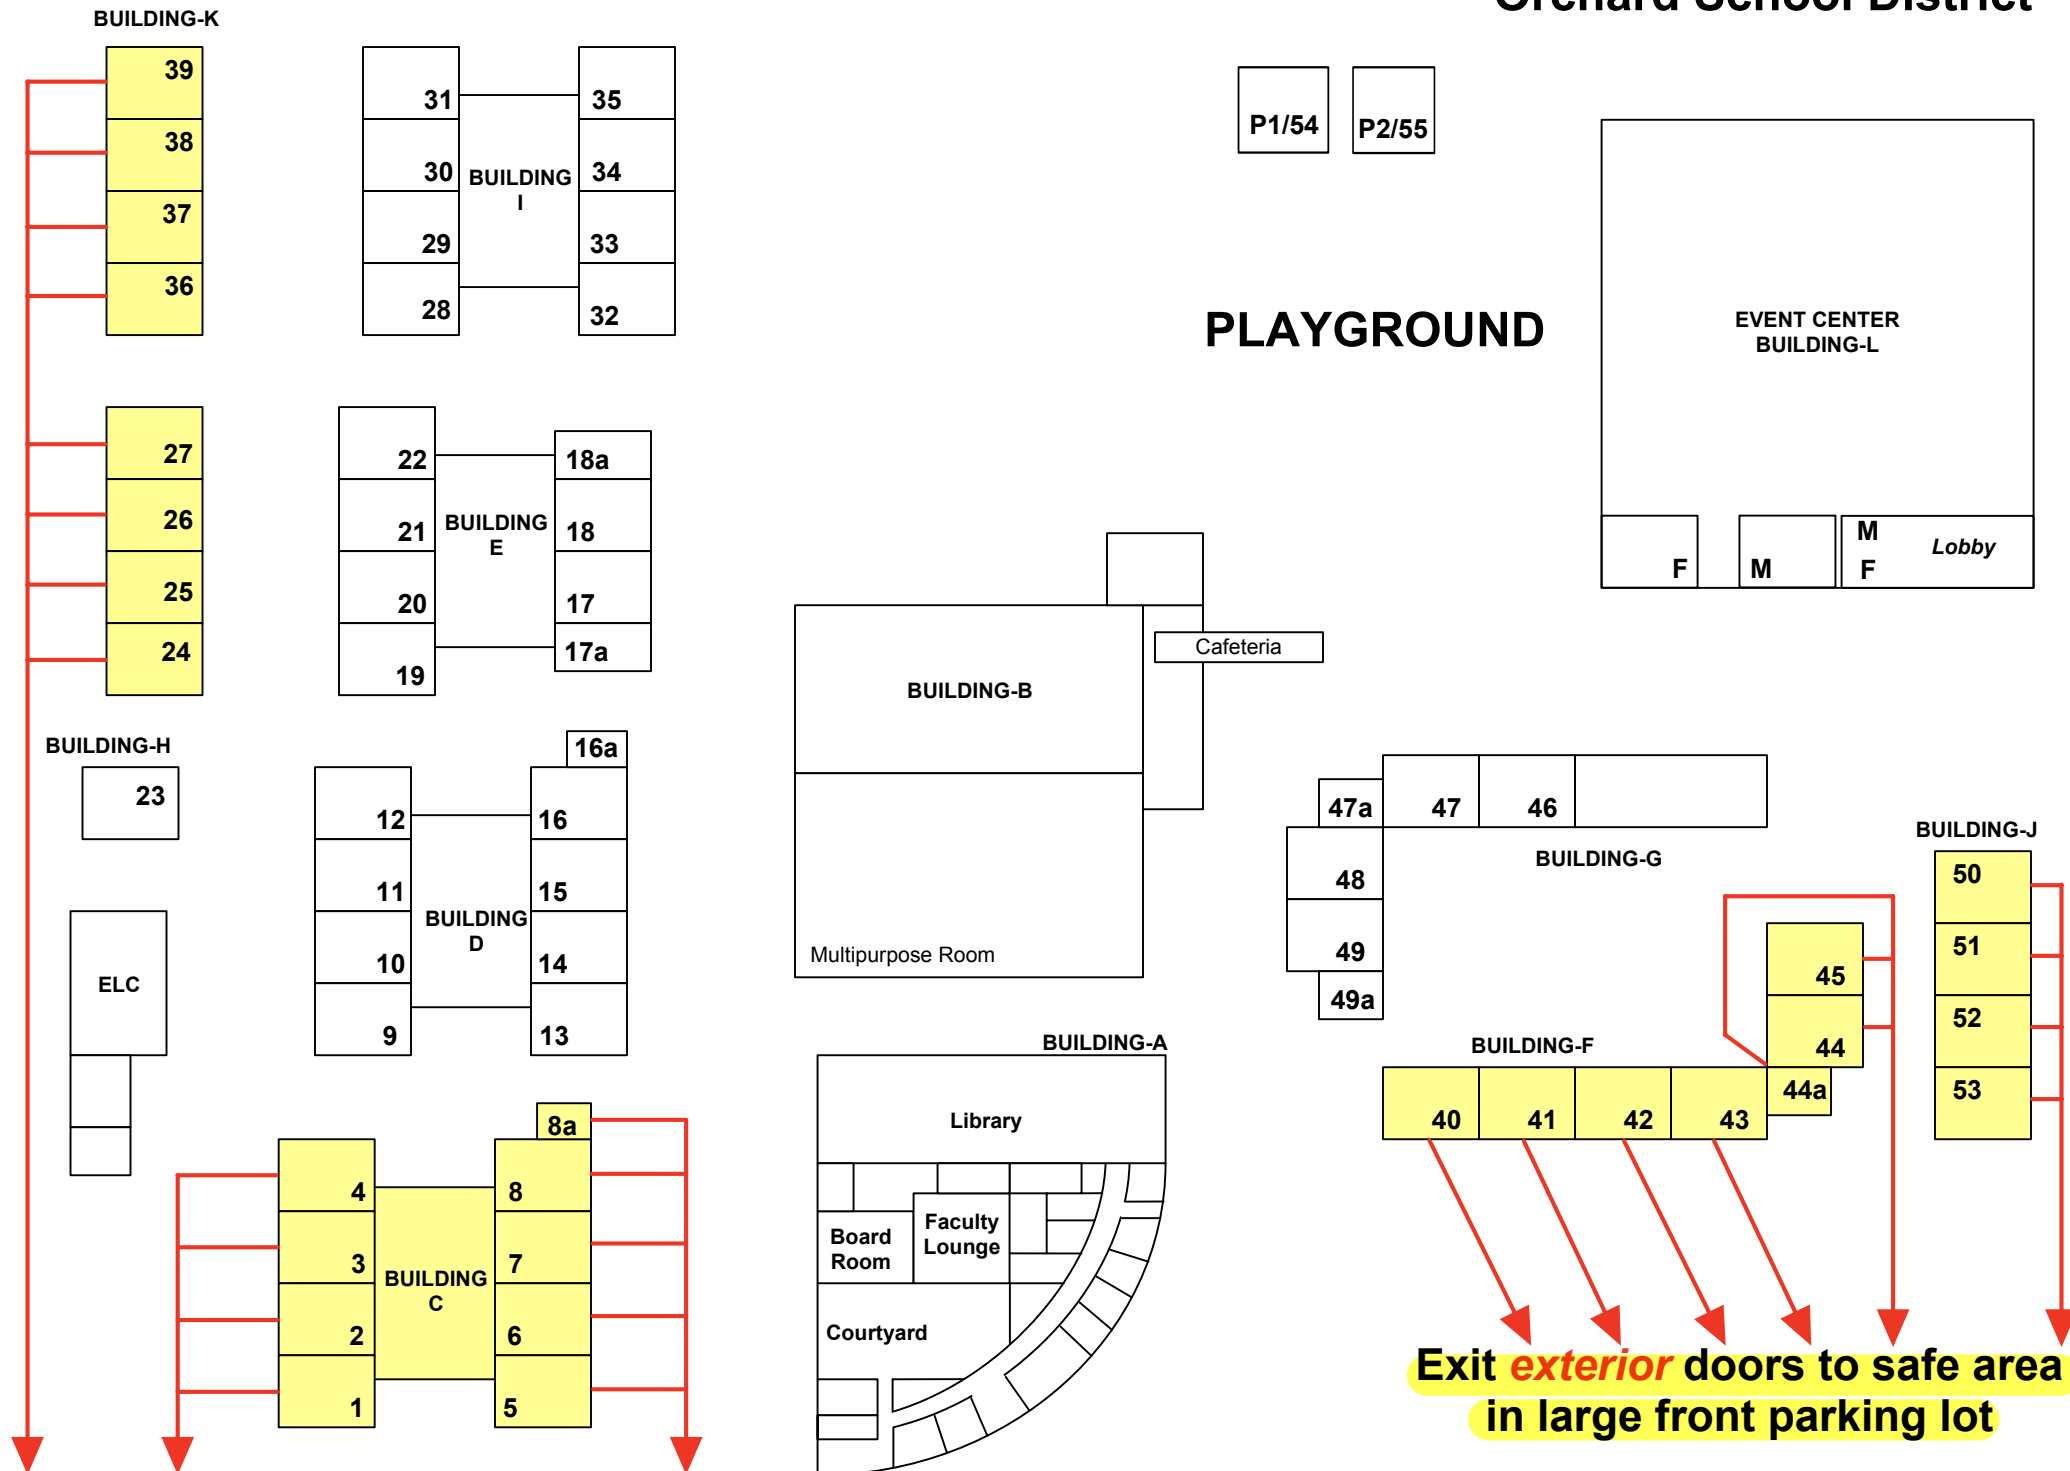 Orchard School District
BUILDING-K
39
38
37
36
31
30
29
28
BUILDING
I
35
34
33
32
P1/54
P2/55
PLAYGROUND
EVENT CENTER
BUILDING-L
F
M
M
F
Lobby
27
26
25
24
22
21
20
19
BUILDING
E
18a
18
17
17a
BUILDING-B
Cafeteria
Multipurpose Room
BUILDING-H
23
ELC
12
11
10
9
BUILDING
D
16a
16
15
14
13
47a
47
46
48
49
49a
BUILDING-G
BUILDING-J
50
51
52
53
45
44
44a
BUILDING-F
40
41
42
43
BUILDING-A
Library
Board
Room
Faculty
Lounge
Courtyard
4
3
2
1
BUILDING
C
8a
8
7
6
5
Exit exterior doors to safe area
in large front parking lot